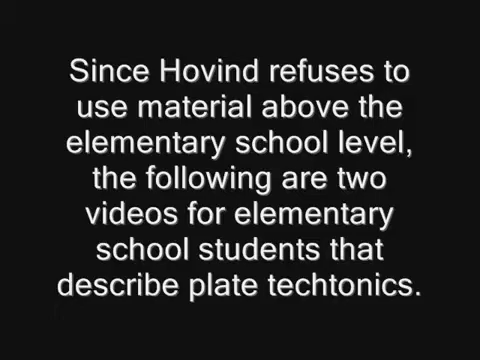 Since Hovind refuses to
use material above the
elementary school level,
the following are two
videos for elementary
school students that
describe plate techtonics.